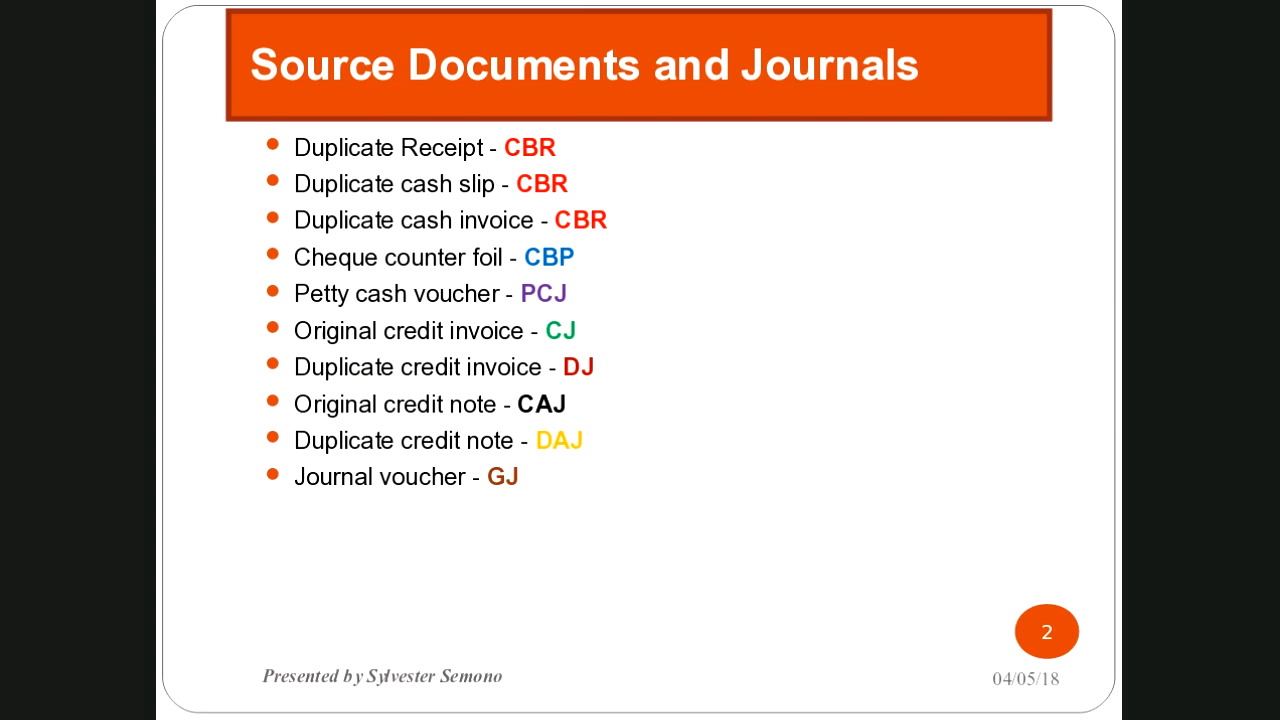 Source Documents and Journals
Duplicate Receipt - CBR
Duplicate cash slip - CBR
Duplicate cash invoice - CBR
Cheque counter foil - CBP
Petty cash voucher - PCJ
Original credit invoice - CJ
Duplicate credit invoice - DJ
Original credit note - CAJ
Duplicate credit note - DAJ
Journal voucher - GJ
2
Presented by Sylvester Semono
04/05/18